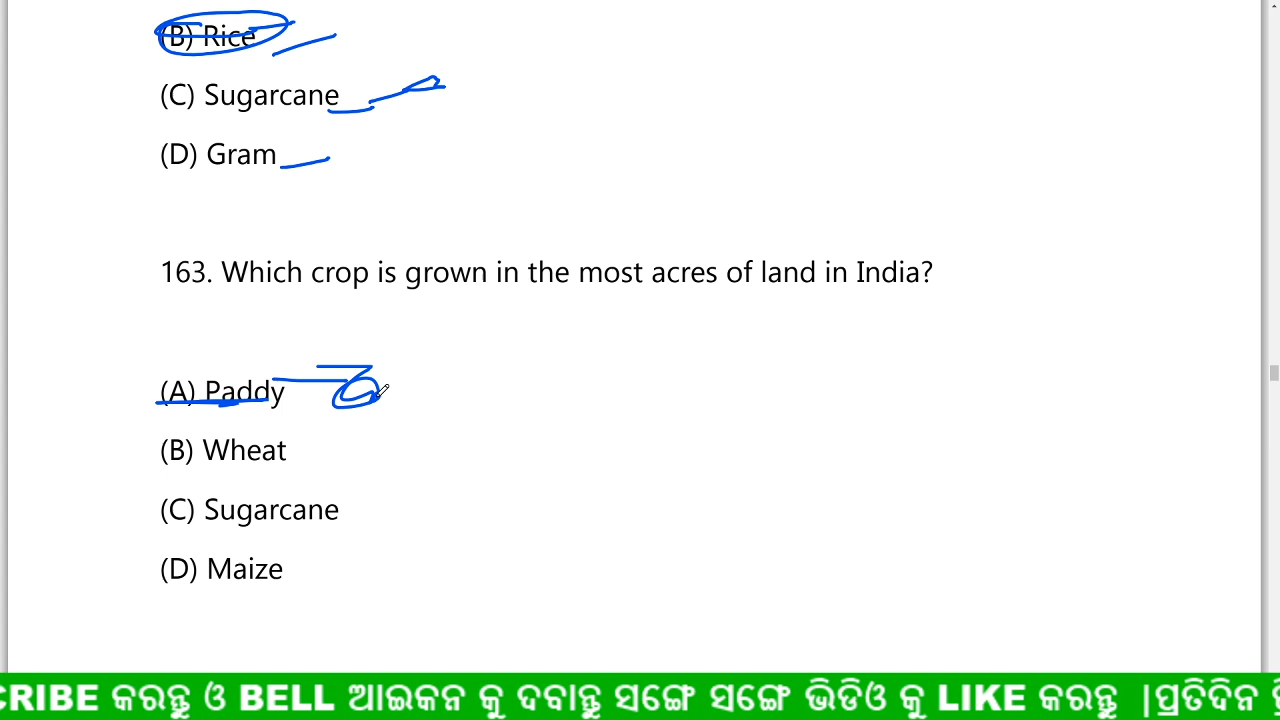 (B) Rice
(C) Sugarcane
(D) Gram
163. Which crop is grown in the most acres of land in India?
(A) Paddy
(B) Wheat
(C) Sugarcane
(D) Maize
CRIBE କରନ୍ତୁ ଓ BELL ଆଇକନ କୁ ଦବାନ୍ତୁ ସଙ୍ଗେ ସଙ୍ଗେ ଭିଡିଓ କୁ LIKE କରନ୍ତୁ |ପ୍ରତିଦିନ